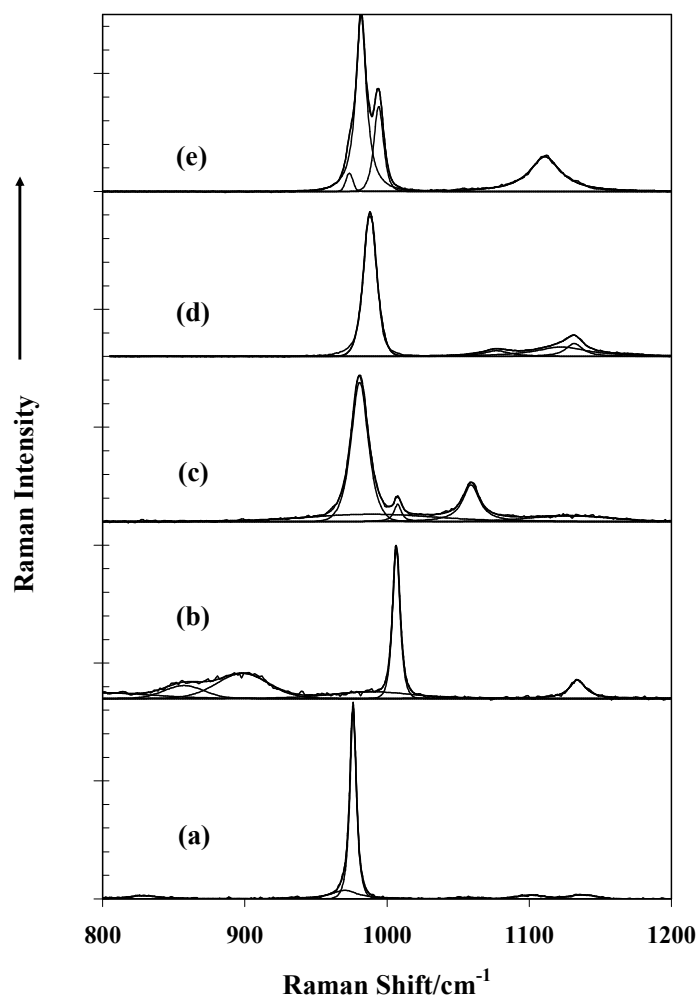 (e)
(d)
(c)
(b)
(a)
Raman Intensity
800 900 1000 1100 1200
Raman Shift/cm-1